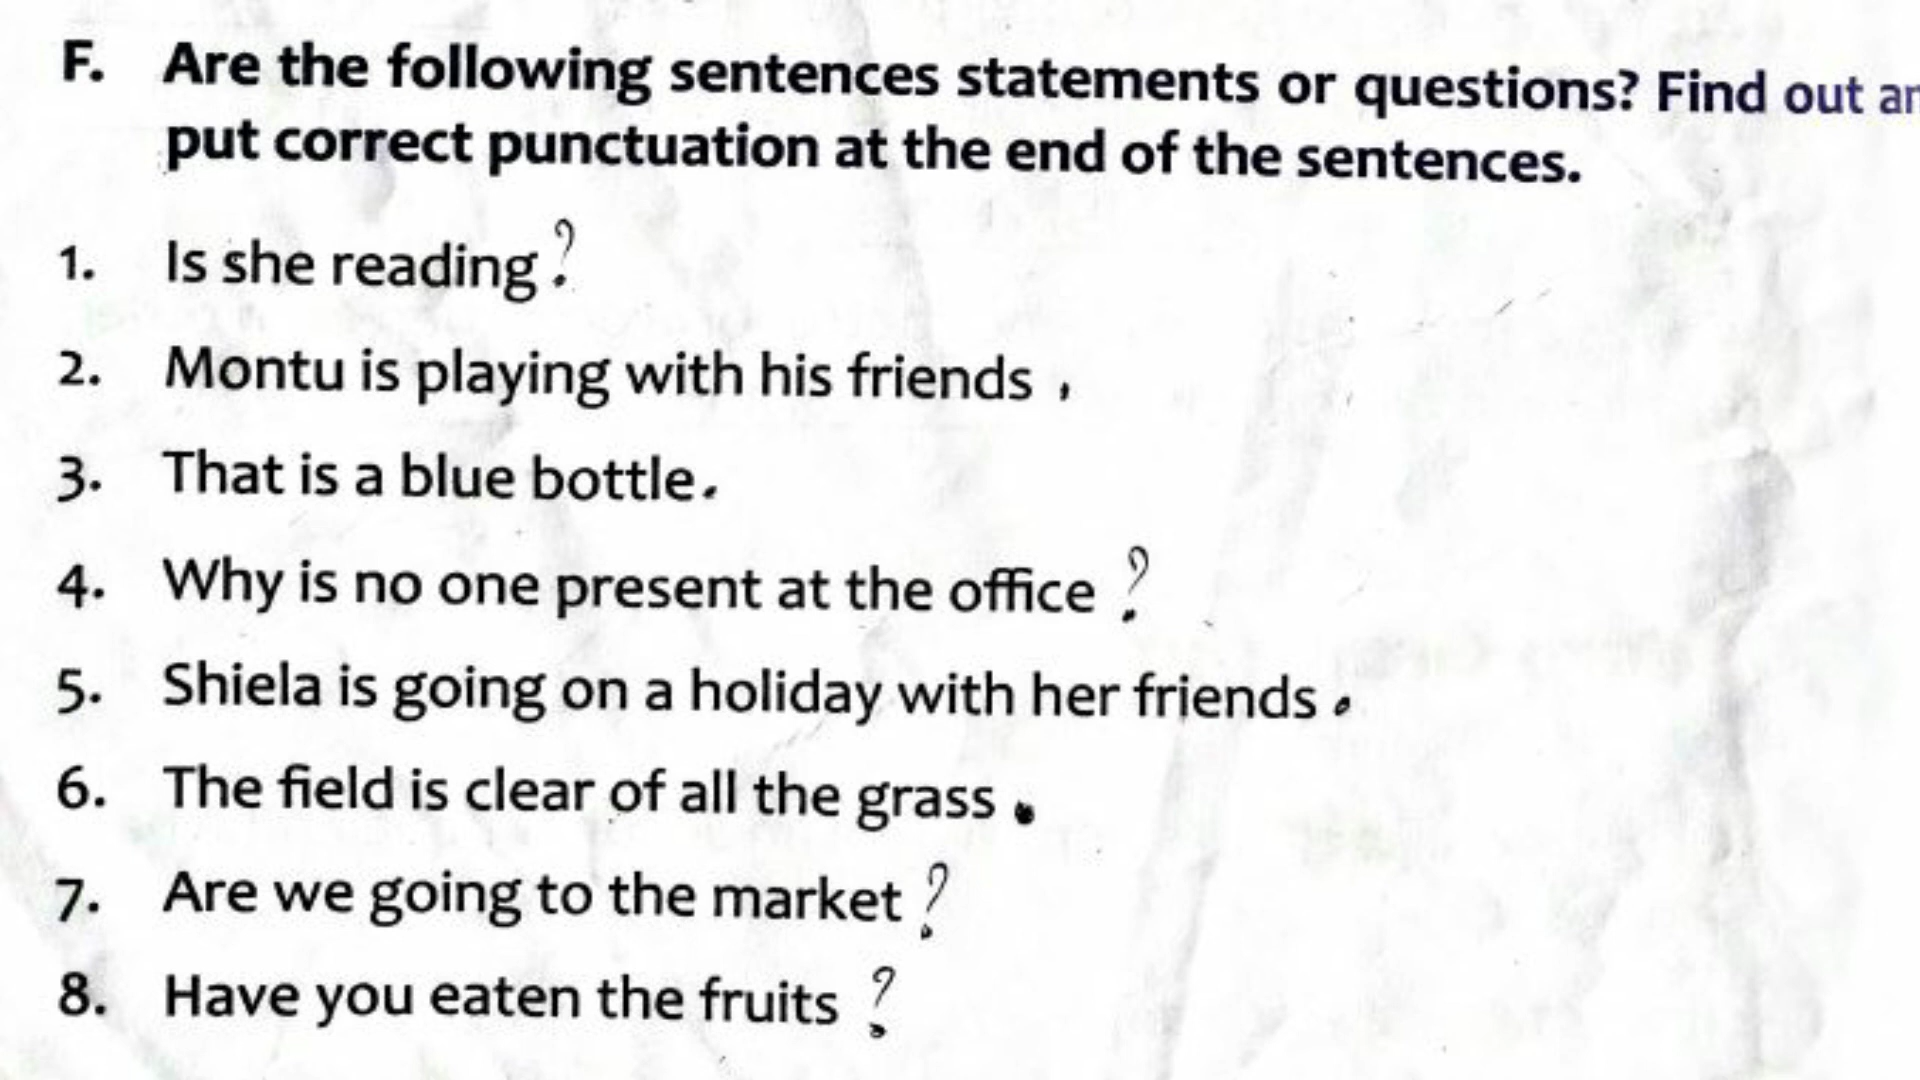 F. Are the following sentences statements or questions? Find out
put correct punctuation at the end of the sentences.
1. Is she reading?
2. Montu is playing with his friends ,
3. That is a blue bottle.
4. Why is no one present at the office ?
5. Shiela is going on a holiday with her friends .
6. The field is clear of all the grass .
7. Are we going to the market ?
8. Have you eaten the fruits ?